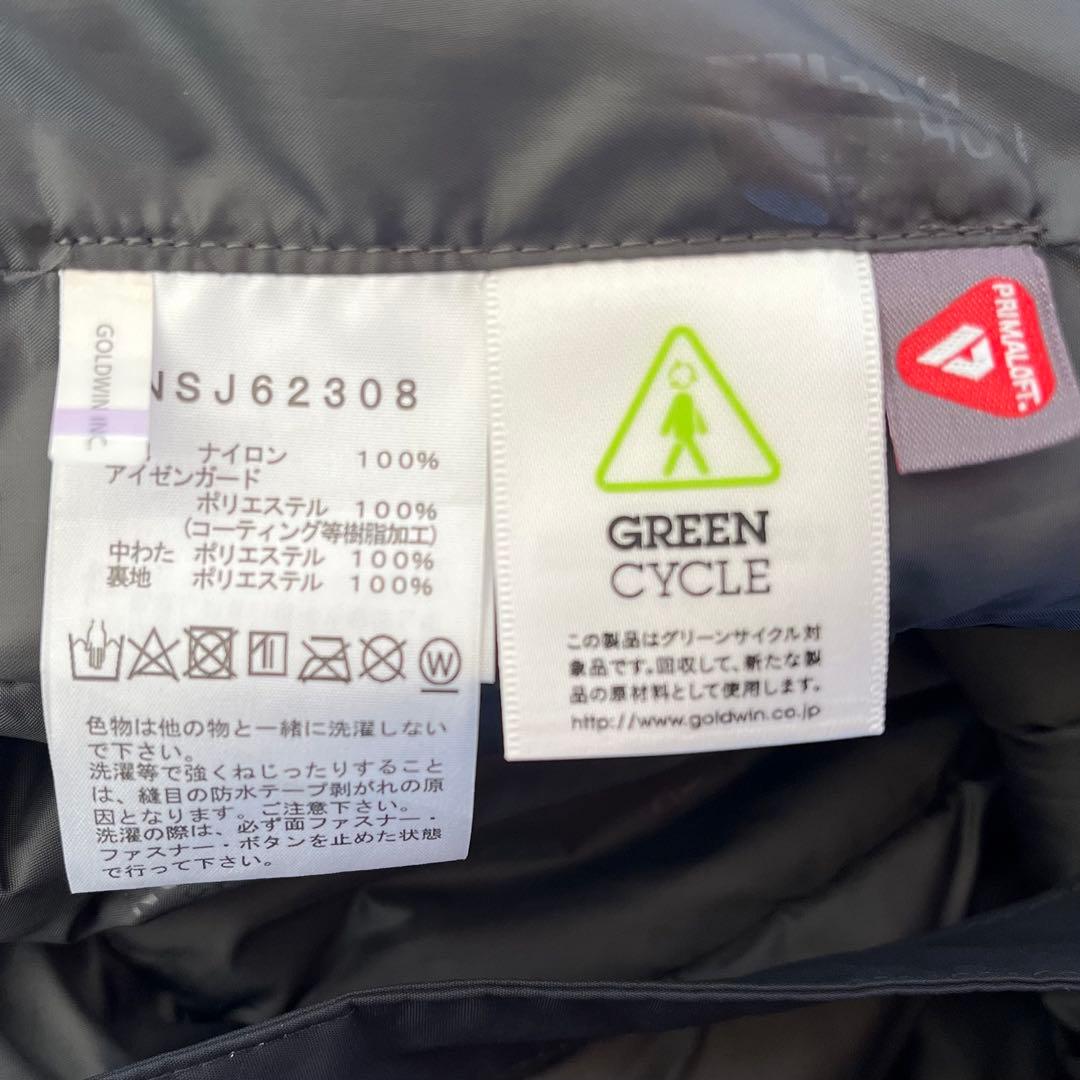 GOLDWIN INC.
NSJ62308
ナイロン 100%
アイゼンガード
ポリエステル 100%
(コーティング等樹脂加工)
中わた ポリエステル 100%
裏地 ポリエステル 100%
W
色物は他の物と一緒に洗濯しない
で下さい。
洗濯等で強くねじったりすること
は、縫目の防水テープ剥がれの原
因となります。ご注意下さい。
洗濯の際は、必ず面ファスナー・
ファスナー・ボタンを止めた状態
で行って下さい。
GREEN
CYCLE
この製品はグリーンサイクル対
象品です。回収して、新たな製
品の原材料として使用します。
http://www.goldwin.co.jp
PRIMALOFT®